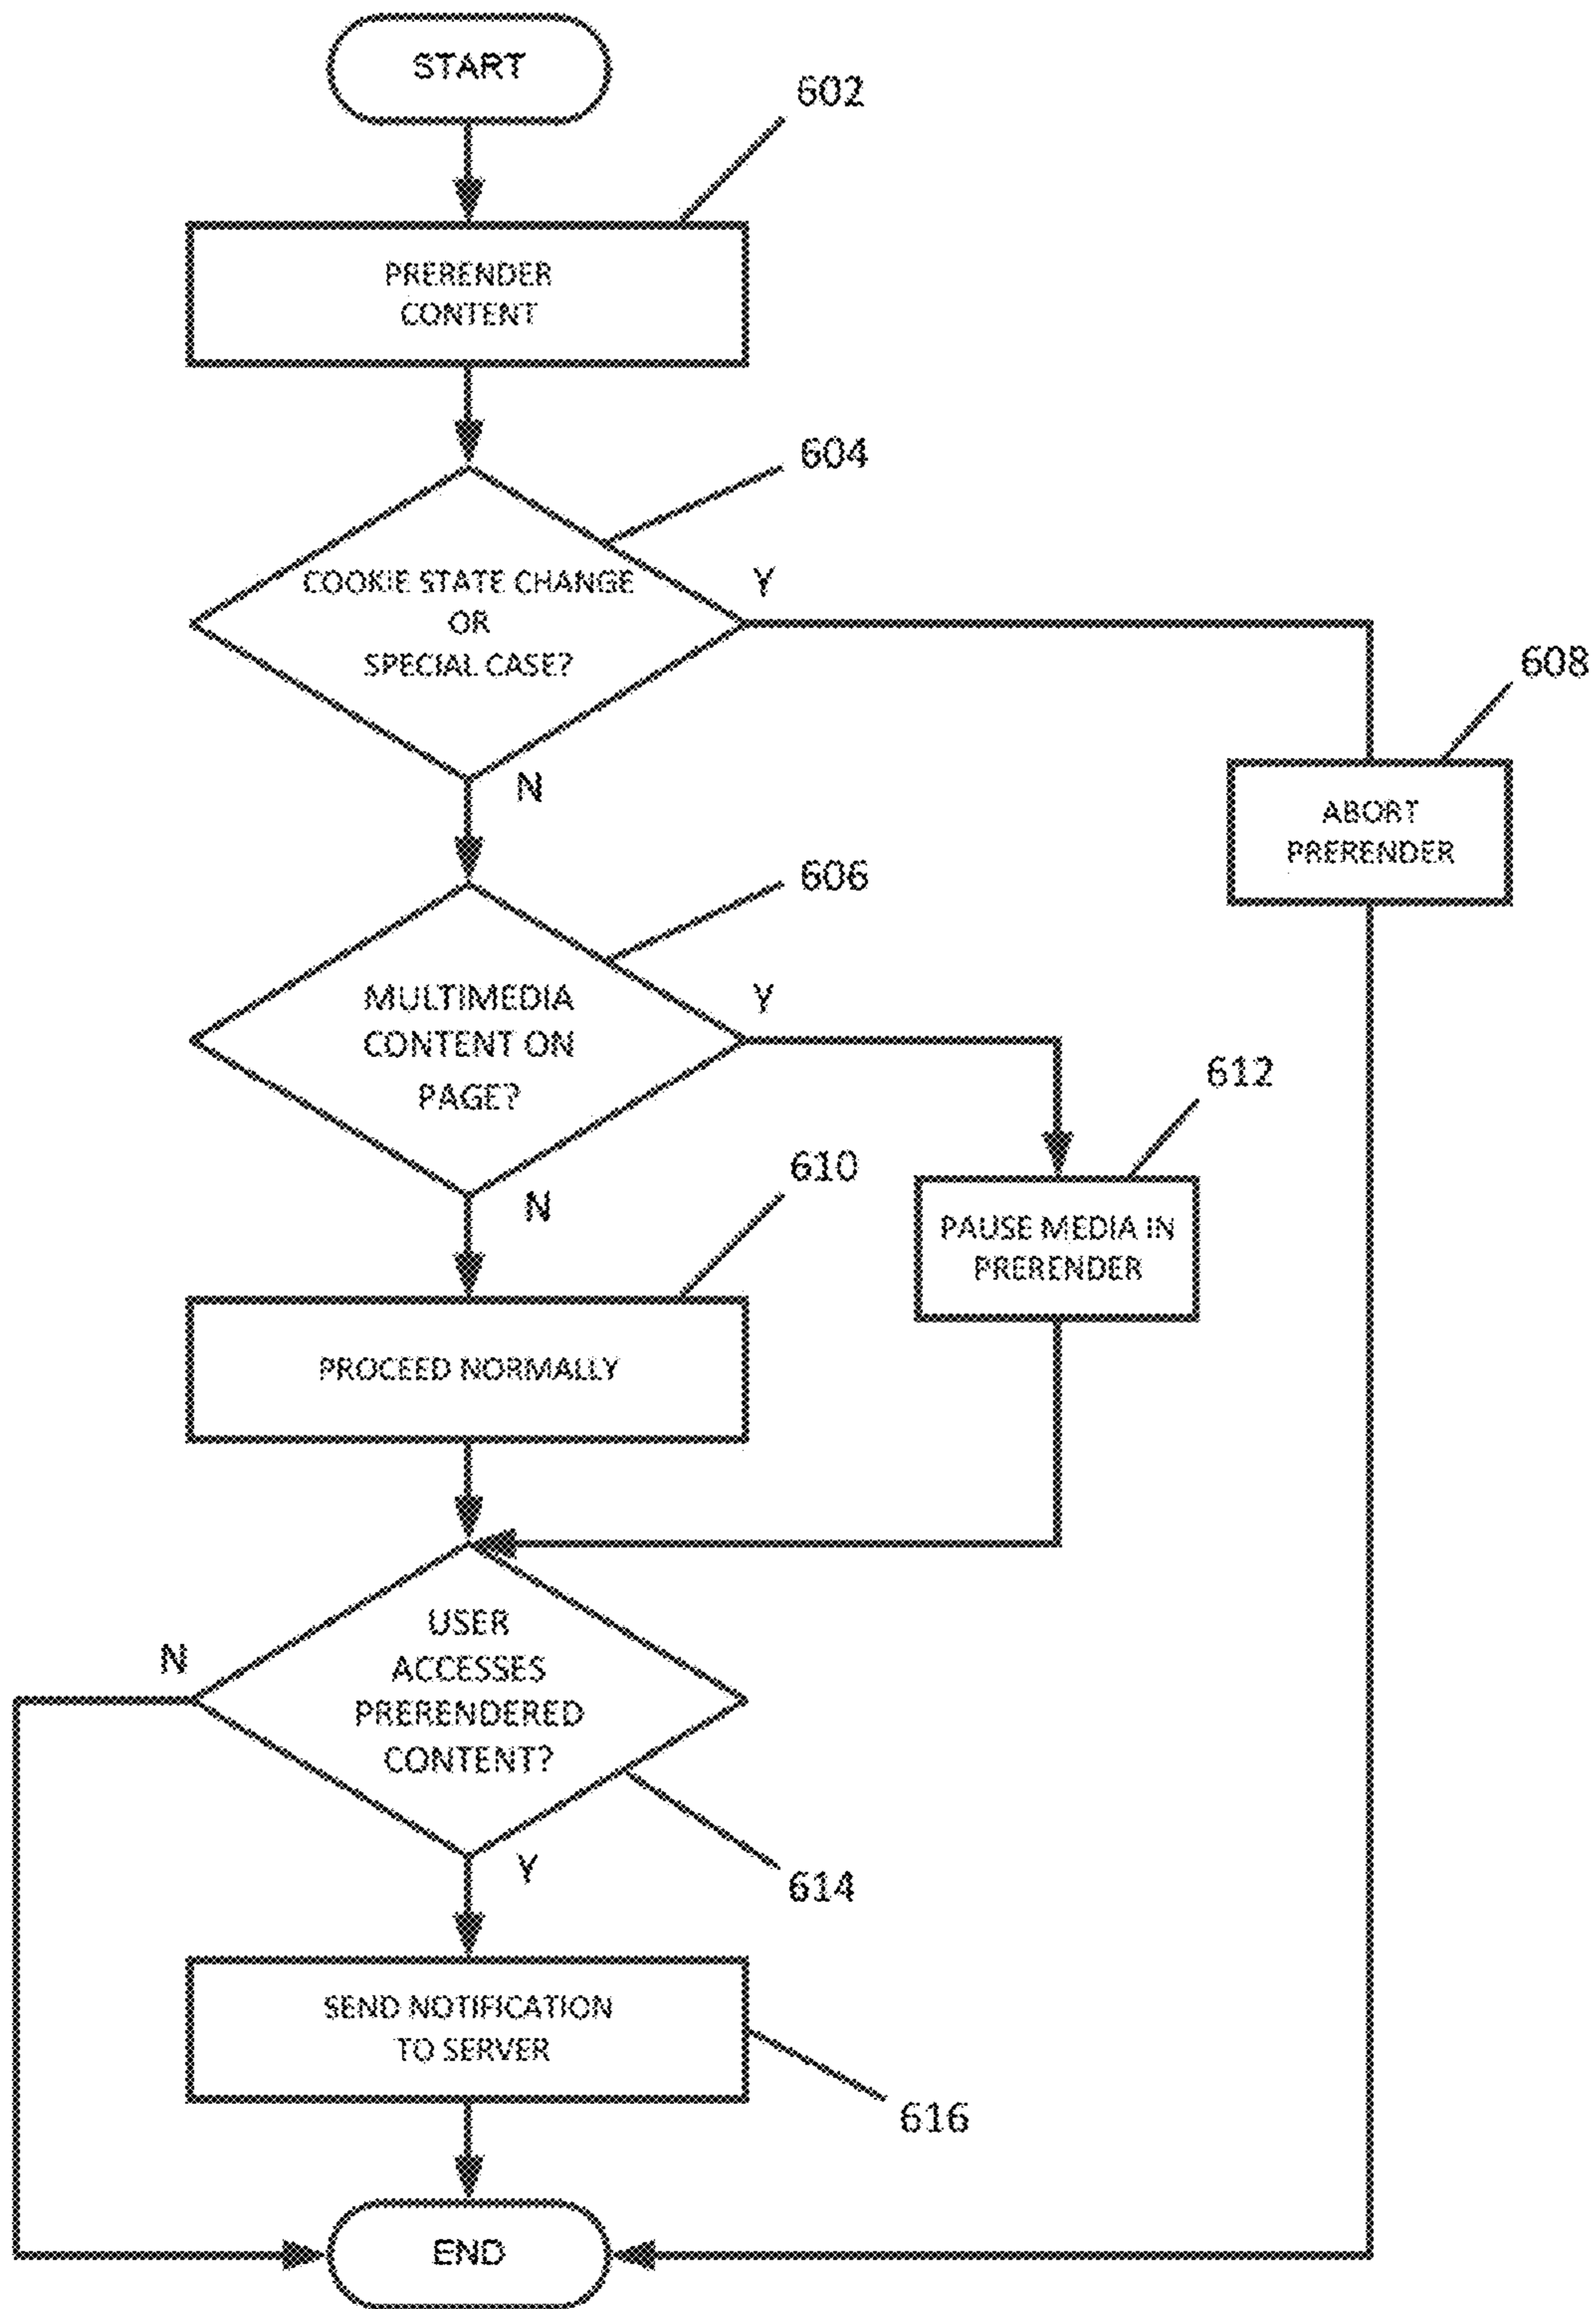 START
602
PRERENDER
CONTENT
604
COOKIE STATE CHANGE
OR
SPECIAL CASE?
Y
N
608
ABORT
PRERENDER
606
MULTIMEDIA
CONTENT ON
PAGE?
Y
N
612
PAUSE MEDIA IN
PRERENDER
610
PROCEED NORMALLY
USER
ACCESSES
PRERENDERED
CONTENT?
N
Y
614
SEND NOTIFICATION
TO SERVER
616
END